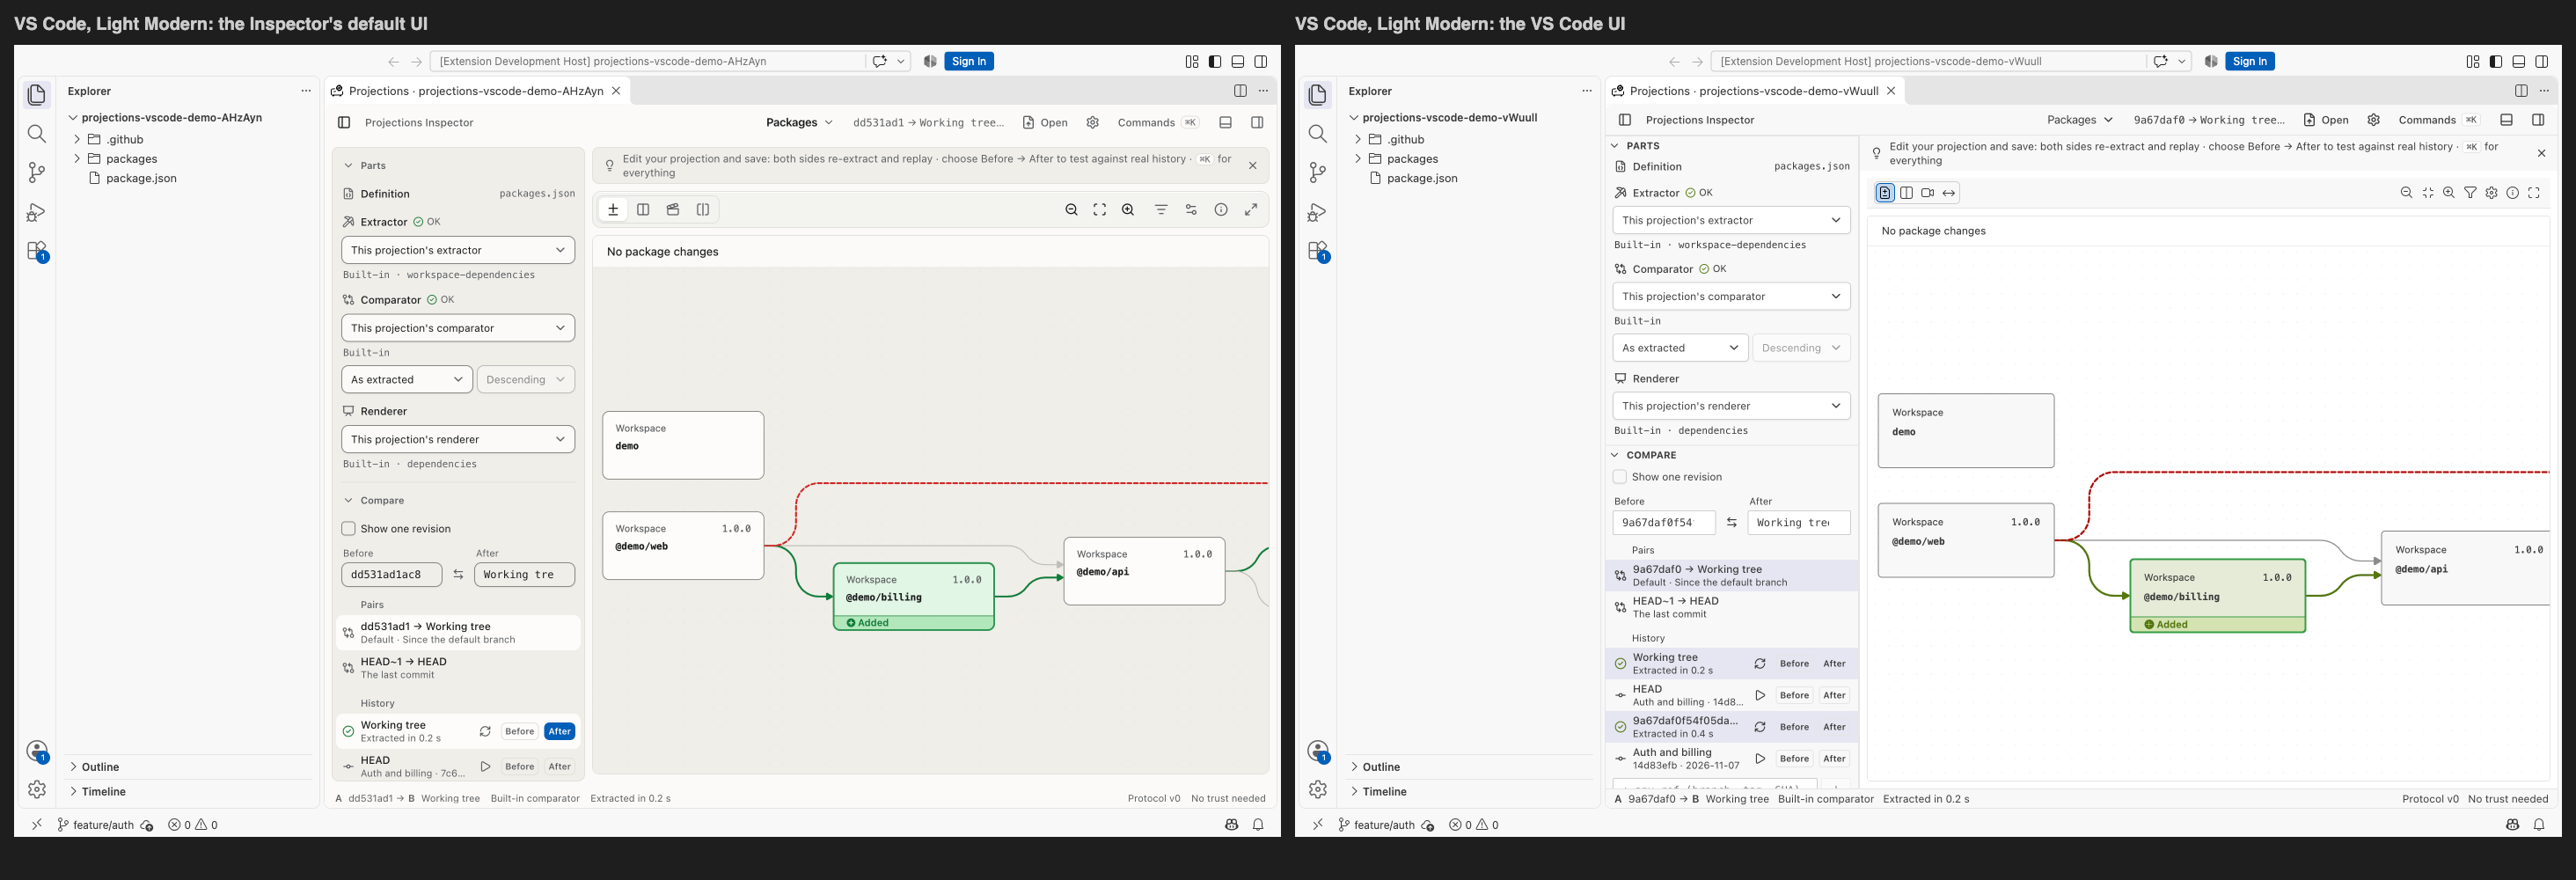 VS Code, Light Modern: the Inspector's default UI
[Extension Development Host] projections-vscode-demo-AHzAyn
Sign In
Explorer
projections-vscode-demo-AHzAyn
.github
packages
package.json
Outline
Timeline
1
1
Projections · projections-vscode-demo-AHzAyn
Projections Inspector
Packages
dd531ad1 → Working tree…
Open
Commands ⌘K
Parts
Definition packages.json
Extractor OK
This projection's extractor
Built-in · workspace-dependencies
Comparator OK
This projection's comparator
Built-in
As extracted Descending
Renderer
This projection's renderer
Built-in · dependencies
Compare
Show one revision
Before After
dd531ad1ac8 Working tre
Pairs
dd531ad1 → Working tree
Default · Since the default branch
HEAD~1 → HEAD
The last commit
History
Working tree
Extracted in 0.2 s
Before After
HEAD
Auth and billing · 7c6…
Before After
Edit your projection and save: both sides re-extract and replay · choose Before → After to test against real history · ⌘K for
everything
No package changes
Workspace
demo
Workspace 1.0.0
@demo/web
Workspace 1.0.0
@demo/billing
Added
Workspace 1.0.0
@demo/api
A dd531ad1 → B Working tree Built-in comparator Extracted in 0.2 s
Protocol v0 No trust needed
feature/auth 0 0
VS Code, Light Modern: the VS Code UI
[Extension Development Host] projections-vscode-demo-vWuull
Sign In
Explorer
projections-vscode-demo-vWuull
.github
packages
package.json
Outline
Timeline
1
1
Projections · projections-vscode-demo-vWuull
Projections Inspector
Packages
9a67daf0 → Working tree…
Open
Commands ⌘K
PARTS
Definition packages.json
Extractor OK
This projection's extractor
Built-in · workspace-dependencies
Comparator OK
This projection's comparator
Built-in
As extracted Descending
Renderer
This projection's renderer
Built-in · dependencies
COMPARE
Show one revision
Before After
9a67daf0f54 Working tre
Pairs
9a67daf0 → Working tree
Default · Since the default branch
HEAD~1 → HEAD
The last commit
History
Working tree
Extracted in 0.2 s
Before After
HEAD
Auth and billing · 14d8…
Before After
9a67daf0f54f05da…
Extracted in 0.4 s
Before After
Auth and billing
14d83efb · 2026-11-07
Before After
Edit your projection and save: both sides re-extract and replay · choose Before → After to test against real history · ⌘K for
everything
No package changes
Workspace
demo
Workspace 1.0.0
@demo/web
Workspace 1.0.0
@demo/billing
Added
Workspace 1.0.0
@demo/api
A 9a67daf0 → B Working tree Built-in comparator Extracted in 0.2 s
Protocol v0 No trust needed
feature/auth 0 0